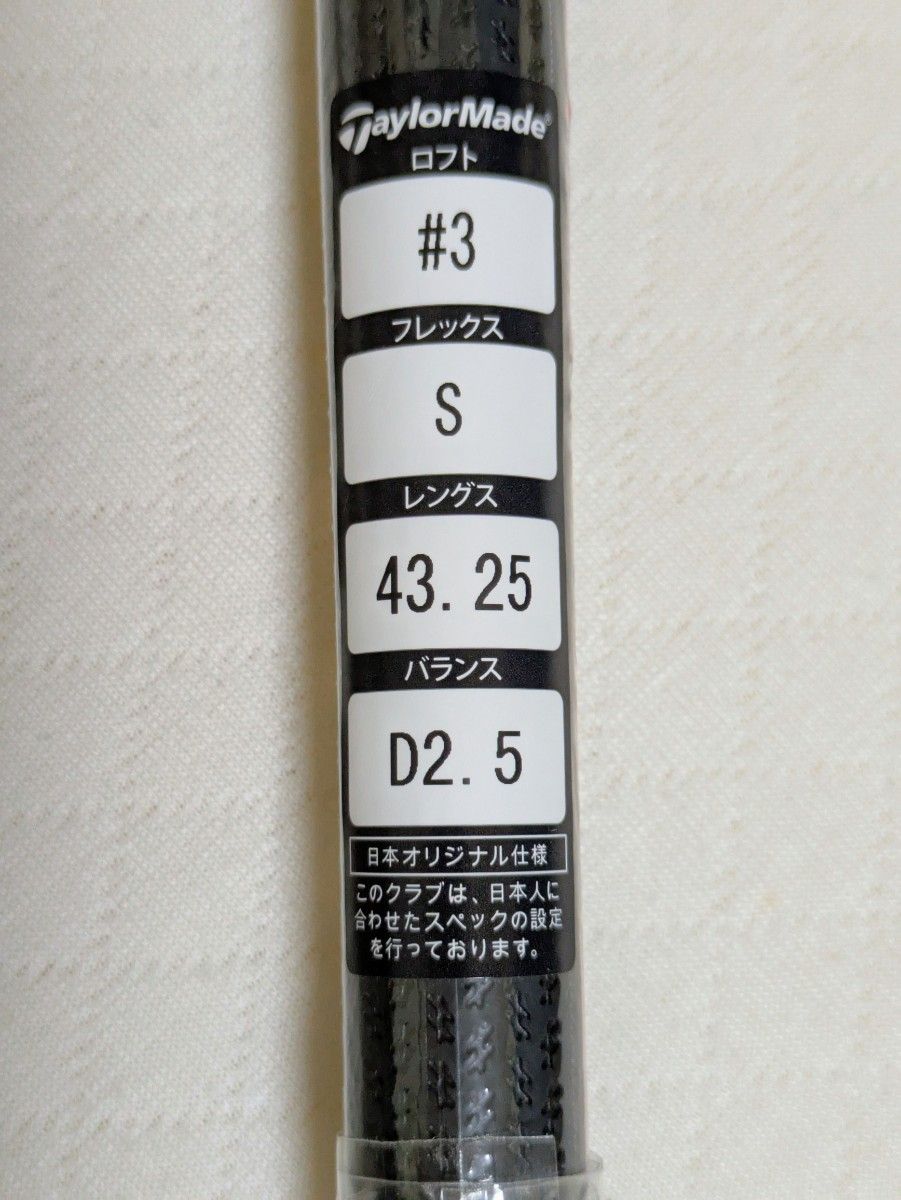 TaylorMade®
ロフト
#3
フレックス
S
レングス
43.25
バランス
D2.5
日本オリジナル仕様
このクラブは、日本人に
合わせたスペックの設定
を行っております。